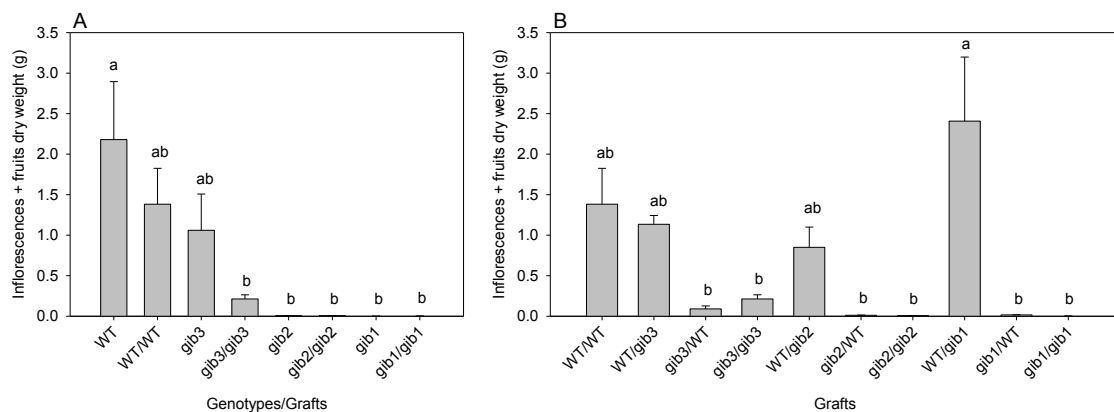 A
Inflorescences + fruits dry weight (g)
3.5
3.0
2.5
2.0
1.5
1.0
0.5
0.0
a
ab
ab
b
b
b
b
b
WT
WT/WT
gib3
gib3/gib3
gib2
gib2/gib2
gib1
gib1/gib1
Genotypes/Grafts
B
Inflorescences + fruits dry weight (g)
3.5
3.0
2.5
2.0
1.5
1.0
0.5
0.0
ab
ab
b
b
ab
b
b
a
b
b
WT/WT
WT/gib3
gib3/WT
gib3/gib3
WT/gib2
gib2/WT
gib2/gib2
WT/gib1
gib1/WT
gib1/gib1
Grafts